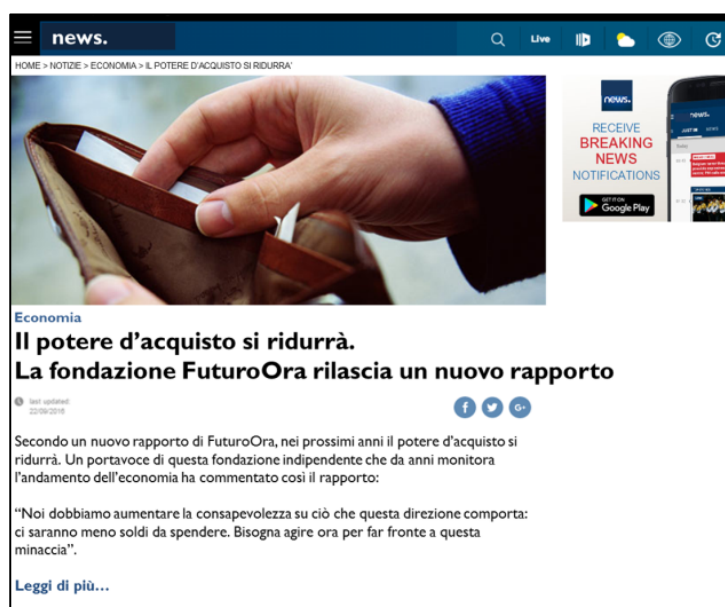 news.
Live
HOME > NOTIZIE > ECONOMIA > IL POTERE D'ACQUISTO SI RIDURRA'
news.
RECEIVE
BREAKING
NEWS
NOTIFICATIONS
GET IT ON
Google Play
news.
JUST IN
Today
Economia
Il potere d'acquisto si ridurrà.
La fondazione FuturoOra rilascia un nuovo rapporto
last updated:
22/09/2016
Secondo un nuovo rapporto di FuturoOra, nei prossimi anni il potere d'acquisto si
ridurrà. Un portavoce di questa fondazione indipendente che da anni monitora
l'andamento dell'economia ha commentato così il rapporto:
“Noi dobbiamo aumentare la consapevolezza su ciò che questa direzione comporta:
ci saranno meno soldi da spendere. Bisogna agire ora per far fronte a questa
minaccia”.
Leggi di più…